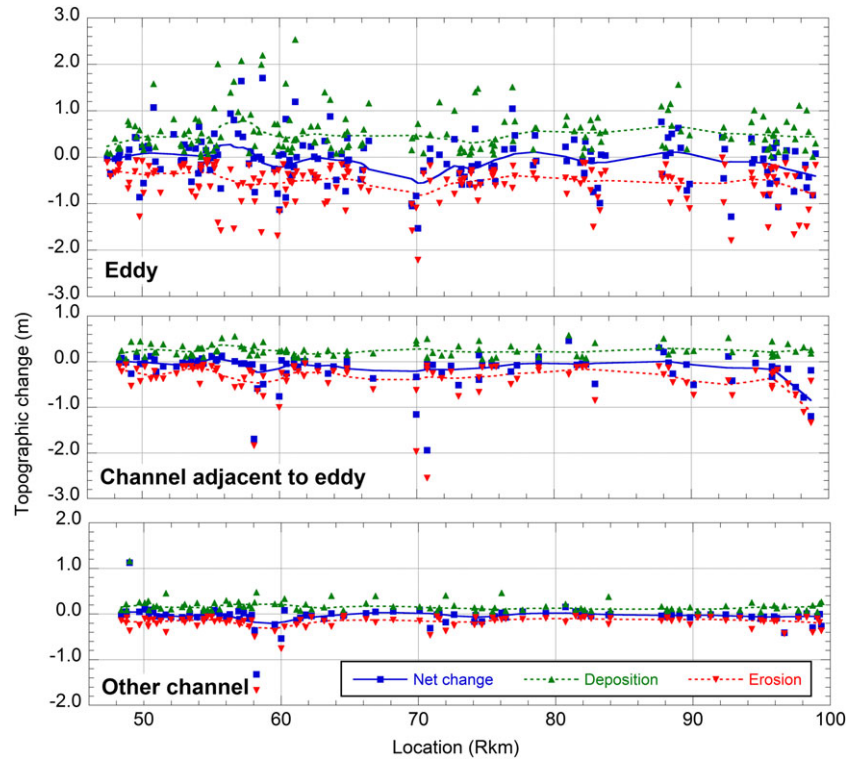 3.0
2.0
1.0
0.0
-1.0
-2.0
-3.0
Eddy
1.0
0.0
-1.0
-2.0
-3.0
Channel adjacent to eddy
Topographic change (m)
2.0
1.0
0.0
-1.0
-2.0
Other channel
Net change Deposition Erosion
50 60 70 80 90 100
Location (Rkm)